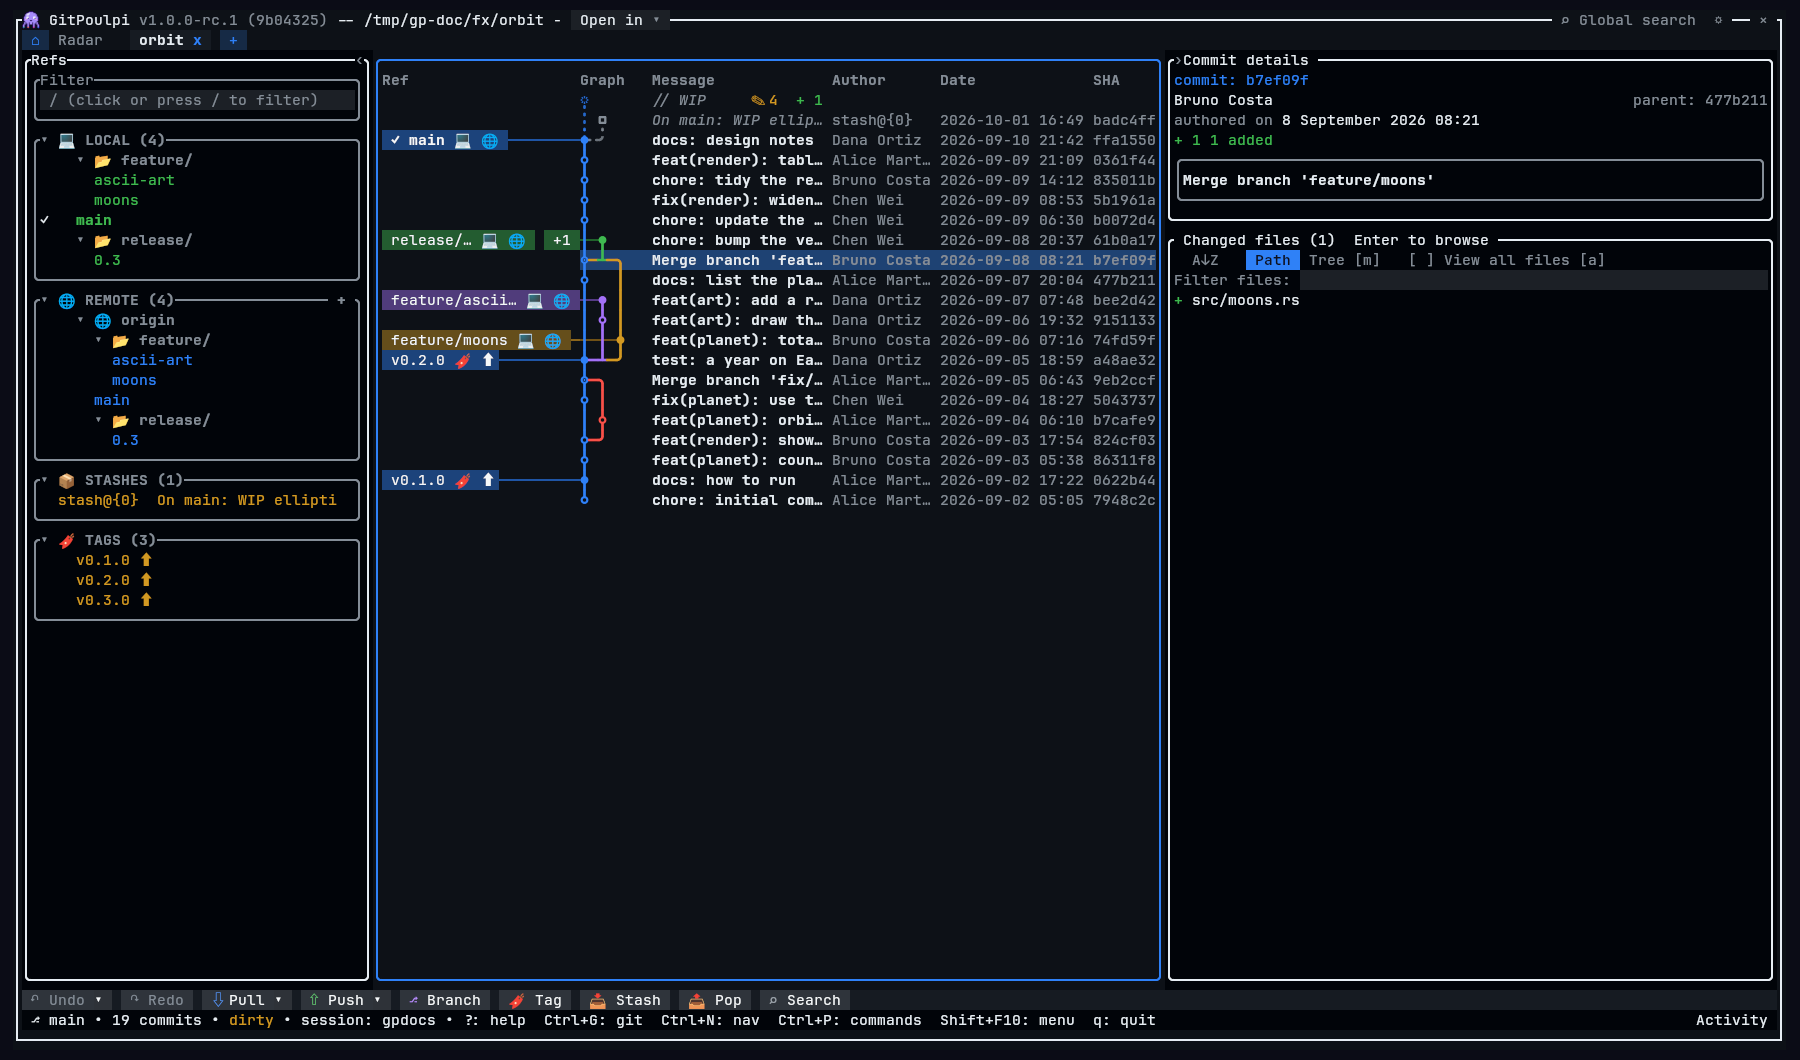 GitPoulpi v1.0.0-rc.1 (9b04325) -- /tmp/gp-doc/fx/orbit - Open in ▾ Global search ×
⌂ Radar orbit x +
Refs ‹
Filter
/ (click or press / to filter)
LOCAL (4)
feature/
ascii-art
moons
✓ main
release/
0.3
REMOTE (4) +
origin
feature/
ascii-art
moons
main
release/
0.3
STASHES (1)
stash@{0} On main: WIP ellipti
TAGS (3)
v0.1.0
v0.2.0
v0.3.0
Ref Graph Message Author Date SHA
// WIP 4 + 1
On main: WIP ellip… stash@{0} 2026-10-01 16:49 badc4ff
✓ main docs: design notes Dana Ortiz 2026-09-10 21:42 ffa1550
feat(render): tabl… Alice Mart… 2026-09-09 21:09 0361f44
chore: tidy the re… Bruno Costa 2026-09-09 14:12 835011b
fix(render): widen… Chen Wei 2026-09-09 08:53 5b1961a
chore: update the … Chen Wei 2026-09-09 06:30 b0072d4
release/… +1 chore: bump the ve… Chen Wei 2026-09-08 20:37 61b0a17
Merge branch 'feat… Bruno Costa 2026-09-08 08:21 b7ef09f
docs: list the pla… Alice Mart… 2026-09-07 20:04 477b211
feature/ascii… feat(art): add a r… Dana Ortiz 2026-09-07 07:48 bee2d42
feat(art): draw th… Dana Ortiz 2026-09-06 19:32 9151133
feature/moons feat(planet): tota… Bruno Costa 2026-09-06 07:16 74fd59f
v0.2.0 test: a year on Ea… Dana Ortiz 2026-09-05 18:59 a48ae32
Merge branch 'fix/… Alice Mart… 2026-09-05 06:43 9eb2ccf
fix(planet): use t… Chen Wei 2026-09-04 18:27 5043737
feat(planet): orbi… Alice Mart… 2026-09-04 06:10 b7cafe9
feat(render): show… Bruno Costa 2026-09-03 17:54 824cf03
feat(planet): coun… Bruno Costa 2026-09-03 05:38 86311f8
v0.1.0 docs: how to run Alice Mart… 2026-09-02 17:22 0622b44
chore: initial com… Alice Mart… 2026-09-02 05:05 7948c2c
› Commit details
commit: b7ef09f
Bruno Costa parent: 477b211
authored on 8 September 2026 08:21
+ 1 1 added
Merge branch 'feature/moons'
Changed files (1) Enter to browse
A↓Z Path Tree [m] [ ] View all files [a]
Filter files:
+ src/moons.rs
Undo ▾ Redo Pull ▾ Push ▾ Branch Tag Stash Pop Search
main • 19 commits • dirty • session: gpdocs • ?: help Ctrl+G: git Ctrl+N: nav Ctrl+P: commands Shift+F10: menu q: quit Activity